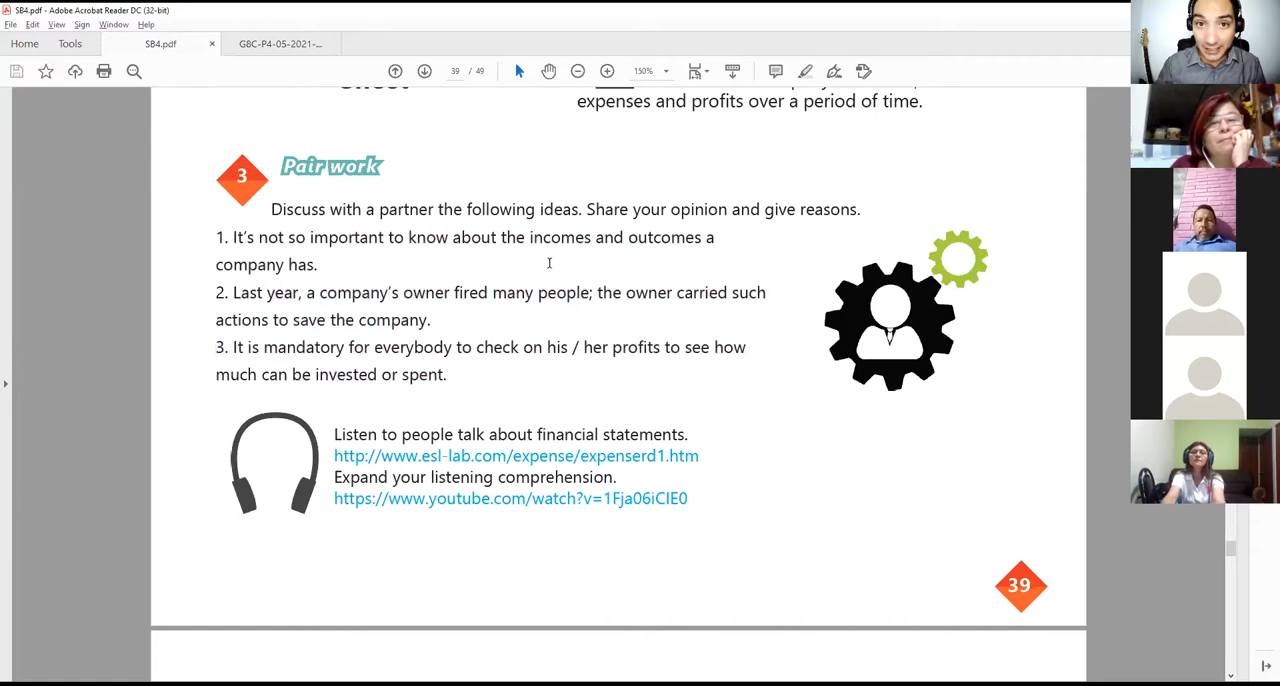 SB4.pdf - Adobe Acrobat Reader DC (32-bit)
File Edit View Sign Window Help
Home Tools SB4.pdf × G8C-P4-05-2021-...
39 / 49 150%
expenses and profits over a period of time.
3 Pair work
Discuss with a partner the following ideas. Share your opinion and give reasons.
1. It's not so important to know about the incomes and outcomes a
company has.
2. Last year, a company's owner fired many people; the owner carried such
actions to save the company.
3. It is mandatory for everybody to check on his / her profits to see how
much can be invested or spent.
Listen to people talk about financial statements.
http://www.esl-lab.com/expense/expenserd1.htm
Expand your listening comprehension.
https://www.youtube.com/watch?v=1Fja06iCIE0
39